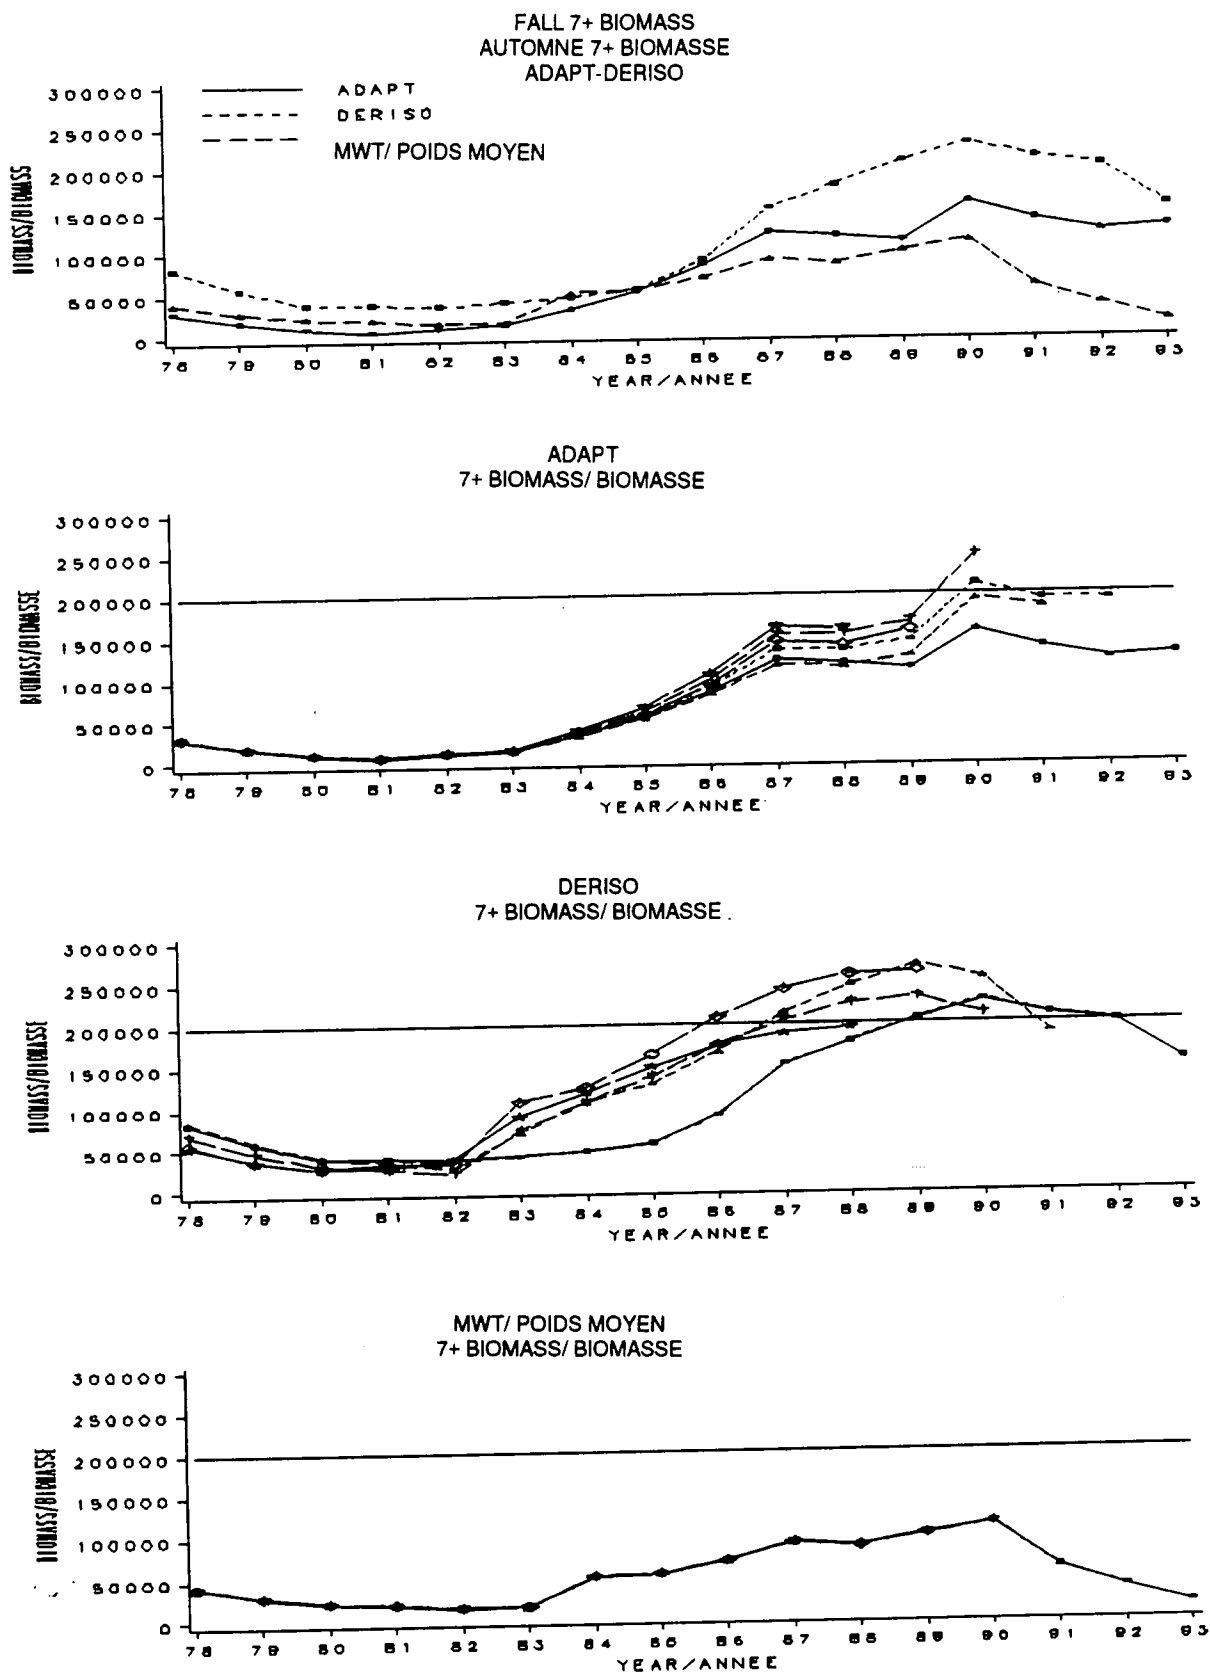 FALL 7+ BIOMASS
AUTOMNE 7+ BIOMASSE
ADAPT-DERISO
300000
250000
200000
150000
100000
50000
0
BIOMASS/BIOMASS
ADAPT
DERISO
MWT/ POIDS MOYEN
78 79 80 81 82 83 84 85 86 87 88 89 90 91 92 93
YEAR/ANNEE
ADAPT
7+ BIOMASS/ BIOMASSE
300000
250000
200000
150000
100000
50000
0
BIOMASS/BIOMASSE
78 79 80 81 82 83 84 85 86 87 88 89 90 91 92 93
YEAR/ANNEE
DERISO
7+ BIOMASS/ BIOMASSE
300000
250000
200000
150000
100000
50000
0
BIOMASS/BIOMASSE
78 79 80 81 82 83 84 85 86 87 88 89 90 91 92 93
YEAR/ANNEE
MWT/ POIDS MOYEN
7+ BIOMASS/ BIOMASSE
300000
250000
200000
150000
100000
50000
0
BIOMASS/BIOMASSE
78 79 80 81 82 83 84 85 86 87 88 89 90 91 92 93
YEAR/ANNEE